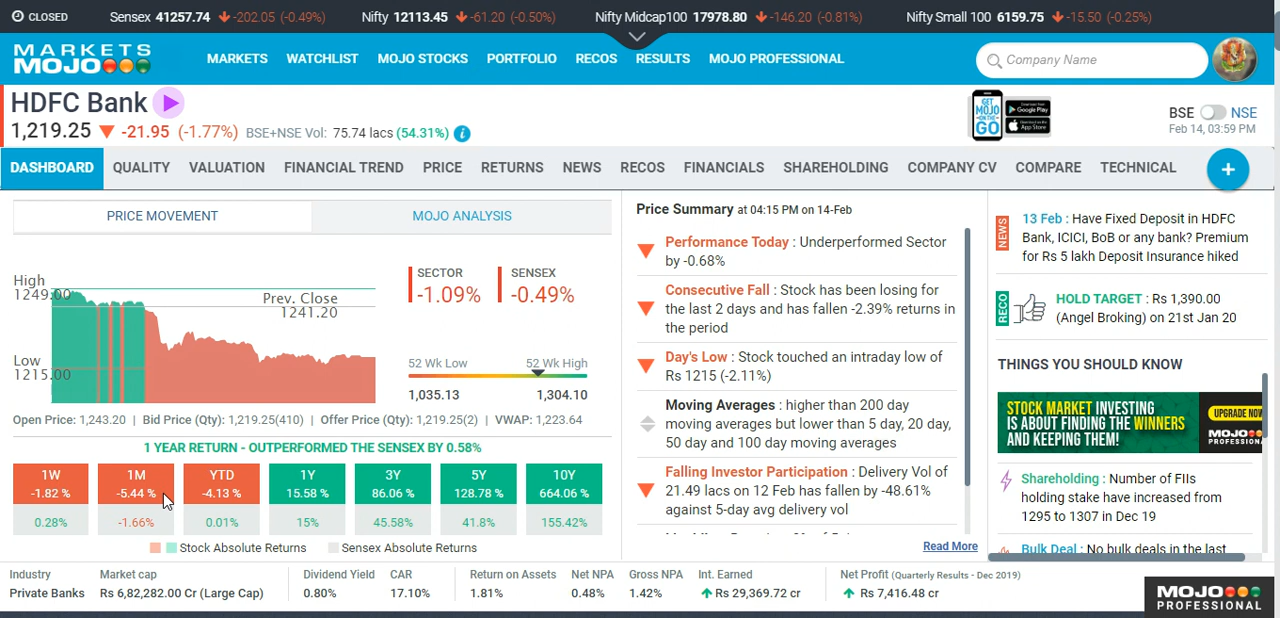 CLOSED Sensex 41257.74 -202.05 (-0.49%) Nifty 12113.45 -61.20 (-0.50%) Nifty Midcap100 17978.80 -146.20 (-0.81%) Nifty Small 100 6159.75 -15.50 (-0.25%)
MARKETS MOJO
MARKETS WATCHLIST MOJO STOCKS PORTFOLIO RECOS RESULTS MOJO PROFESSIONAL Company Name
HDFC Bank
1,219.25 -21.95 (-1.77%) BSE+NSE Vol: 75.74 lacs (54.31%) i
GET MOJO ON THE GO
Google Play
App Store
BSE NSE
Feb 14, 03:59 PM
DASHBOARD QUALITY VALUATION FINANCIAL TREND PRICE RETURNS NEWS RECOS FINANCIALS SHAREHOLDING COMPANY CV COMPARE TECHNICAL +
PRICE MOVEMENT MOJO ANALYSIS
High
1249.00
Prev. Close
1241.20
Low
1215.00
SECTOR
-1.09%
SENSEX
-0.49%
52 Wk Low 52 Wk High
1,035.13 1,304.10
Open Price: 1,243.20 | Bid Price (Qty): 1,219.25(410) | Offer Price (Qty): 1,219.25(2) | VWAP: 1,223.64
1 YEAR RETURN - OUTPERFORMED THE SENSEX BY 0.58%
1W 1M YTD 1Y 3Y 5Y 10Y
-1.82 % -5.44 % -4.13 % 15.58 % 86.06 % 128.78 % 664.06 %
0.28% -1.66% 0.01% 15% 45.58% 41.8% 155.42%
Stock Absolute Returns Sensex Absolute Returns
Price Summary at 04:15 PM on 14-Feb
Performance Today : Underperformed Sector
by -0.68%
Consecutive Fall : Stock has been losing for
the last 2 days and has fallen -2.39% returns in
the period
Day's Low : Stock touched an intraday low of
Rs 1215 (-2.11%)
Moving Averages : higher than 200 day
moving averages but lower than 5 day, 20 day,
50 day and 100 day moving averages
Falling Investor Participation : Delivery Vol of
21.49 lacs on 12 Feb has fallen by -48.61%
against 5-day avg delivery vol
Read More
NEWS
13 Feb : Have Fixed Deposit in HDFC
Bank, ICICI, BoB or any bank? Premium
for Rs 5 lakh Deposit Insurance hiked
RECO
HOLD TARGET : Rs 1,390.00
(Angel Broking) on 21st Jan 20
THINGS YOU SHOULD KNOW
STOCK MARKET INVESTING
IS ABOUT FINDING THE WINNERS
AND KEEPING THEM!
UPGRADE NOW
MOJO
PROFESSIONAL
Shareholding : Number of FIIs
holding stake have increased from
1295 to 1307 in Dec 19
Bulk Deal : No bulk deals in the last
Industry Market cap Dividend Yield CAR Return on Assets Net NPA Gross NPA Int. Earned Net Profit (Quarterly Results - Dec 2019)
Private Banks Rs 6,82,282.00 Cr (Large Cap) 0.80% 17.10% 1.81% 0.48% 1.42% Rs 29,369.72 cr Rs 7,416.48 cr
MOJO
PROFESSIONAL